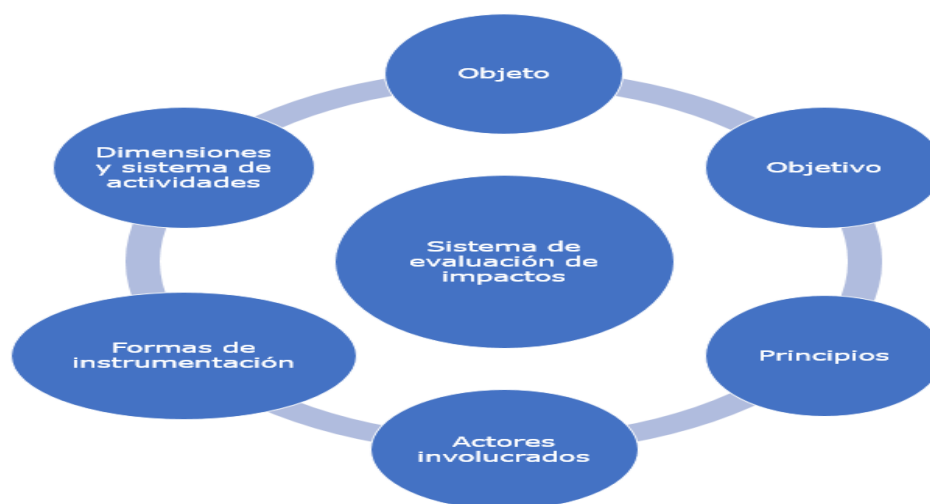 Objeto
Objetivo
Principios
Actores
involucrados
Formas de
instrumentación
Dimensiones
y sistema de
actividades
Sistema de
evaluación de
impactos